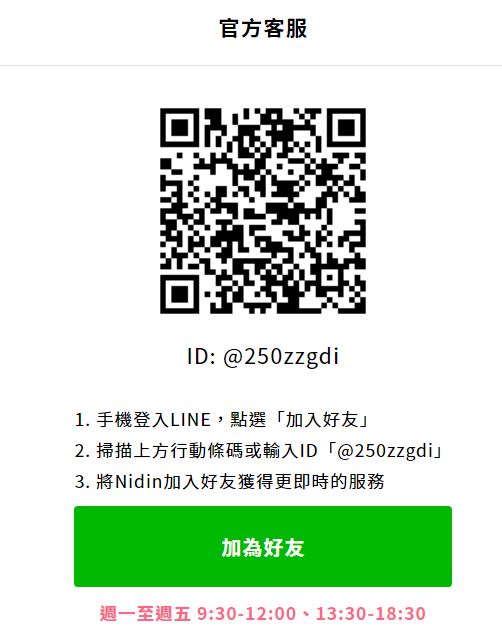 官方客服
ID: @250zzgdi
1. 手機登入LINE，點選「加入好友」
2. 掃描上方行動條碼或輸入ID「@250zzgdi」
3. 將Nidin加入好友獲得更即時的服務
加為好友
週一至週五 9:30-12:00、13:30-18:30